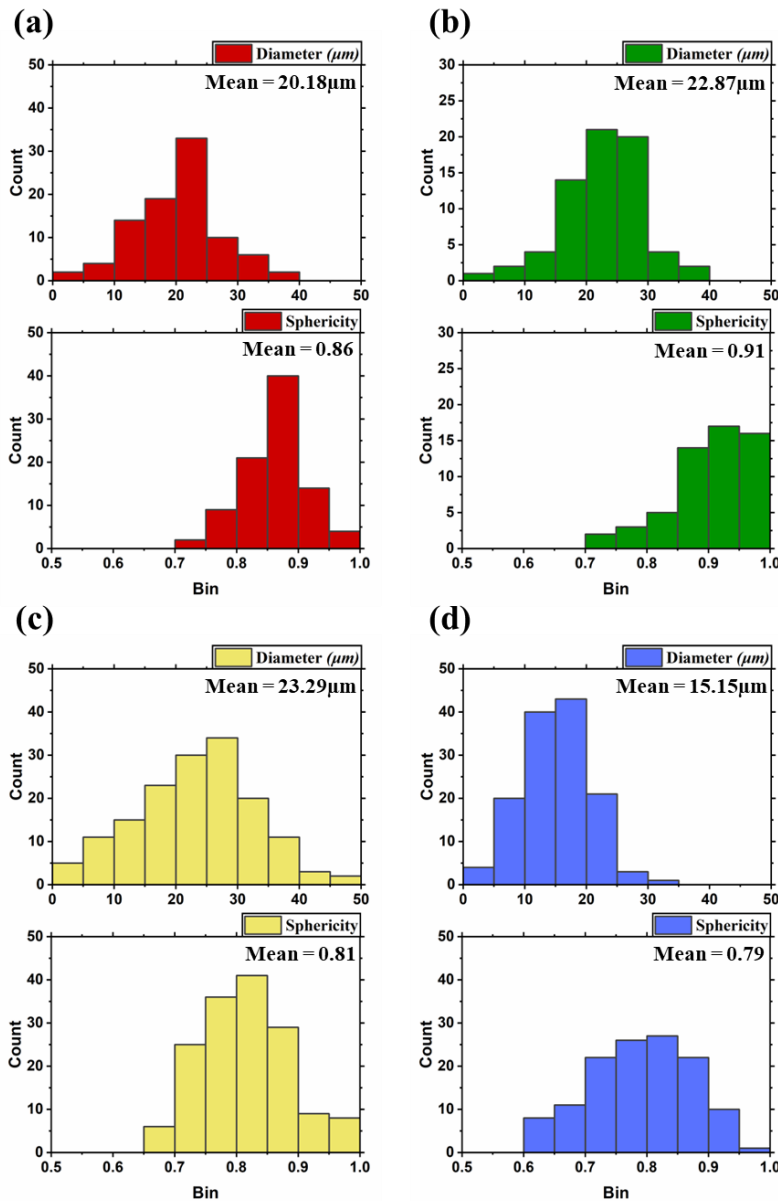 (a)
Diameter (μm)
Mean = 20.18μm
Count
50
40
30
20
10
0
0 10 20 30 40 50
Sphericity
Mean = 0.86
Count
50
40
30
20
10
0
0.5 0.6 0.7 0.8 0.9 1.0
Bin
(b)
Diameter (μm)
Mean = 22.87μm
Count
30
25
20
15
10
5
0
0 10 20 30 40 50
Sphericity
Mean = 0.91
Count
30
25
20
15
10
5
0
0.5 0.6 0.7 0.8 0.9 1.0
Bin
(c)
Diameter (μm)
Mean = 23.29μm
Count
50
40
30
20
10
0
0 10 20 30 40 50
Sphericity
Mean = 0.81
Count
50
40
30
20
10
0
0.5 0.6 0.7 0.8 0.9 1.0
Bin
(d)
Diameter (μm)
Mean = 15.15μm
Count
50
40
30
20
10
0
0 10 20 30 40 50
Sphericity
Mean = 0.79
Count
50
40
30
20
10
0
0.5 0.6 0.7 0.8 0.9 1.0
Bin